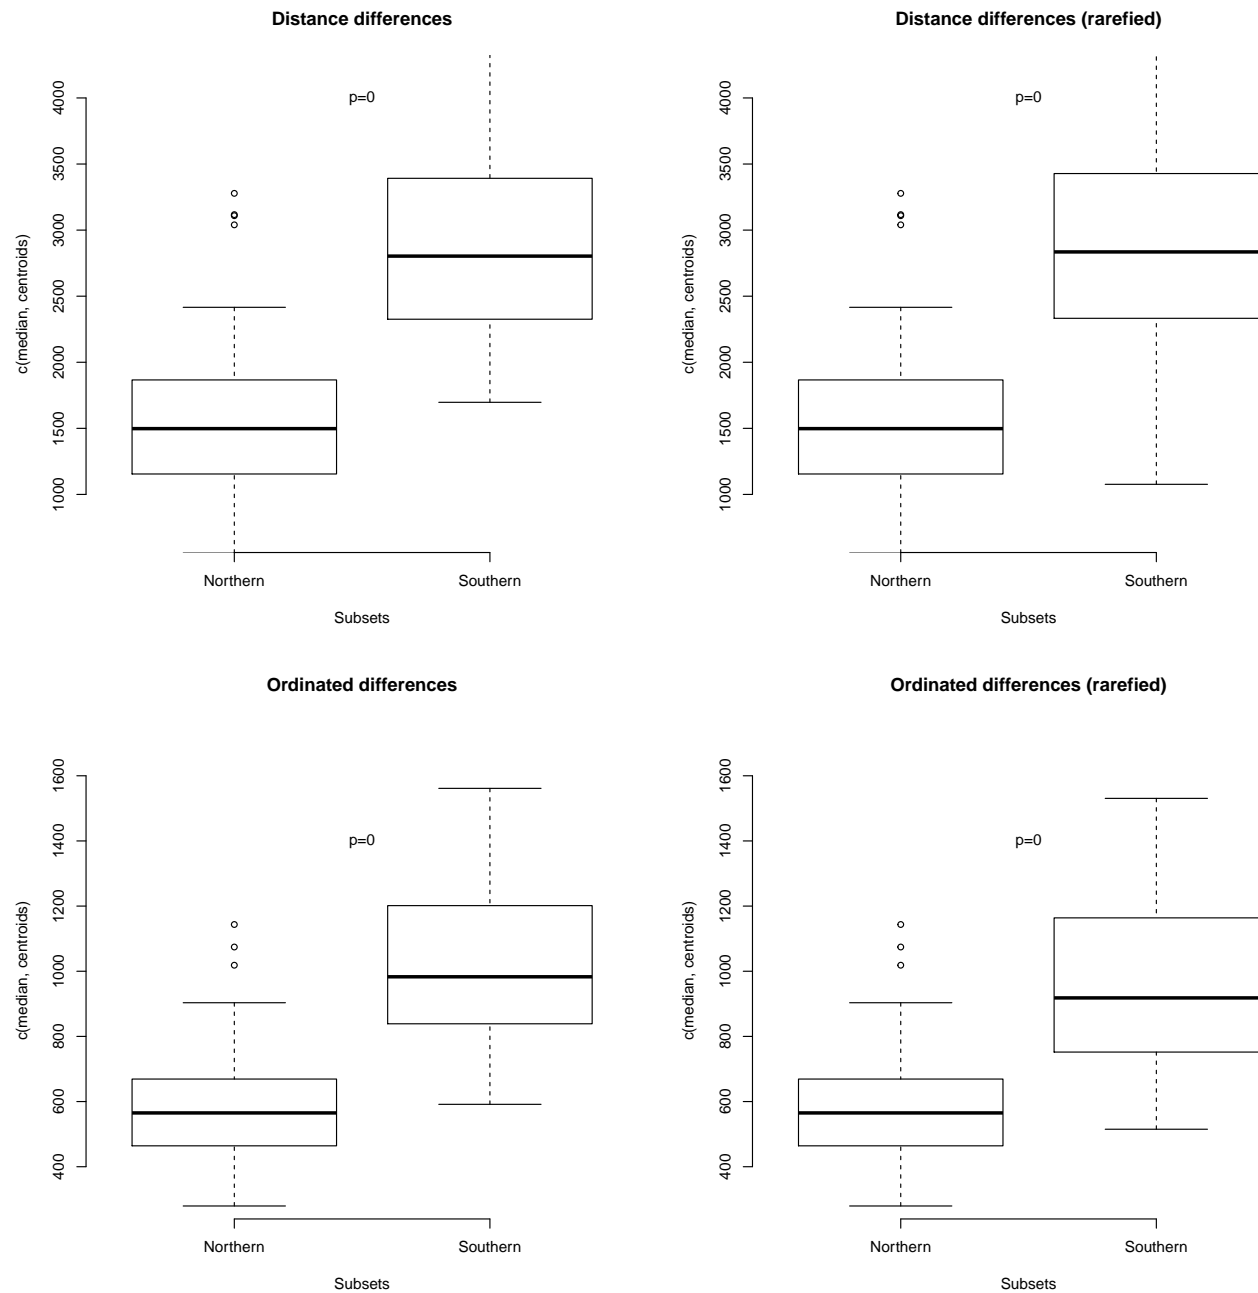 Distance differences
c(median, centroids)
4000
3500
3000
2500
2000
1500
1000
p=0
Northern
Southern
Subsets
Distance differences (rarefied)
c(median, centroids)
4000
3500
3000
2500
2000
1500
1000
p=0
Northern
Southern
Subsets
Ordinated differences
c(median, centroids)
1600
1400
1200
1000
800
600
400
p=0
Northern
Southern
Subsets
Ordinated differences (rarefied)
c(median, centroids)
1600
1400
1200
1000
800
600
400
p=0
Northern
Southern
Subsets